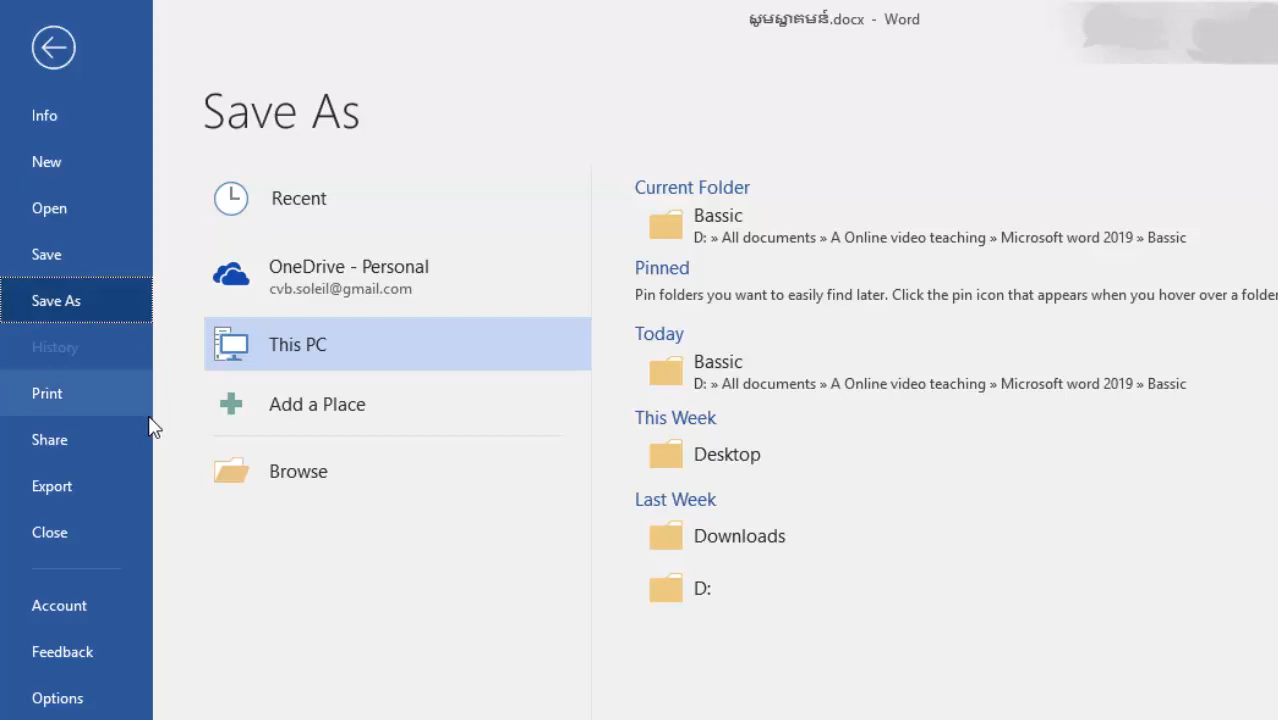 សូមស្វាគមន៍.docx - Word
Save As
Info
New
Open
Save
Save As
History
Print
Share
Export
Close
Account
Feedback
Options
Recent
OneDrive - Personal
cvb.soleil@gmail.com
This PC
Add a Place
Browse
Current Folder
Bassic
D: » All documents » A Online video teaching » Microsoft word 2019 » Bassic
Pinned
Pin folders you want to easily find later. Click the pin icon that appears when you hover over a folder
Today
Bassic
D: » All documents » A Online video teaching » Microsoft word 2019 » Bassic
This Week
Desktop
Last Week
Downloads
D: